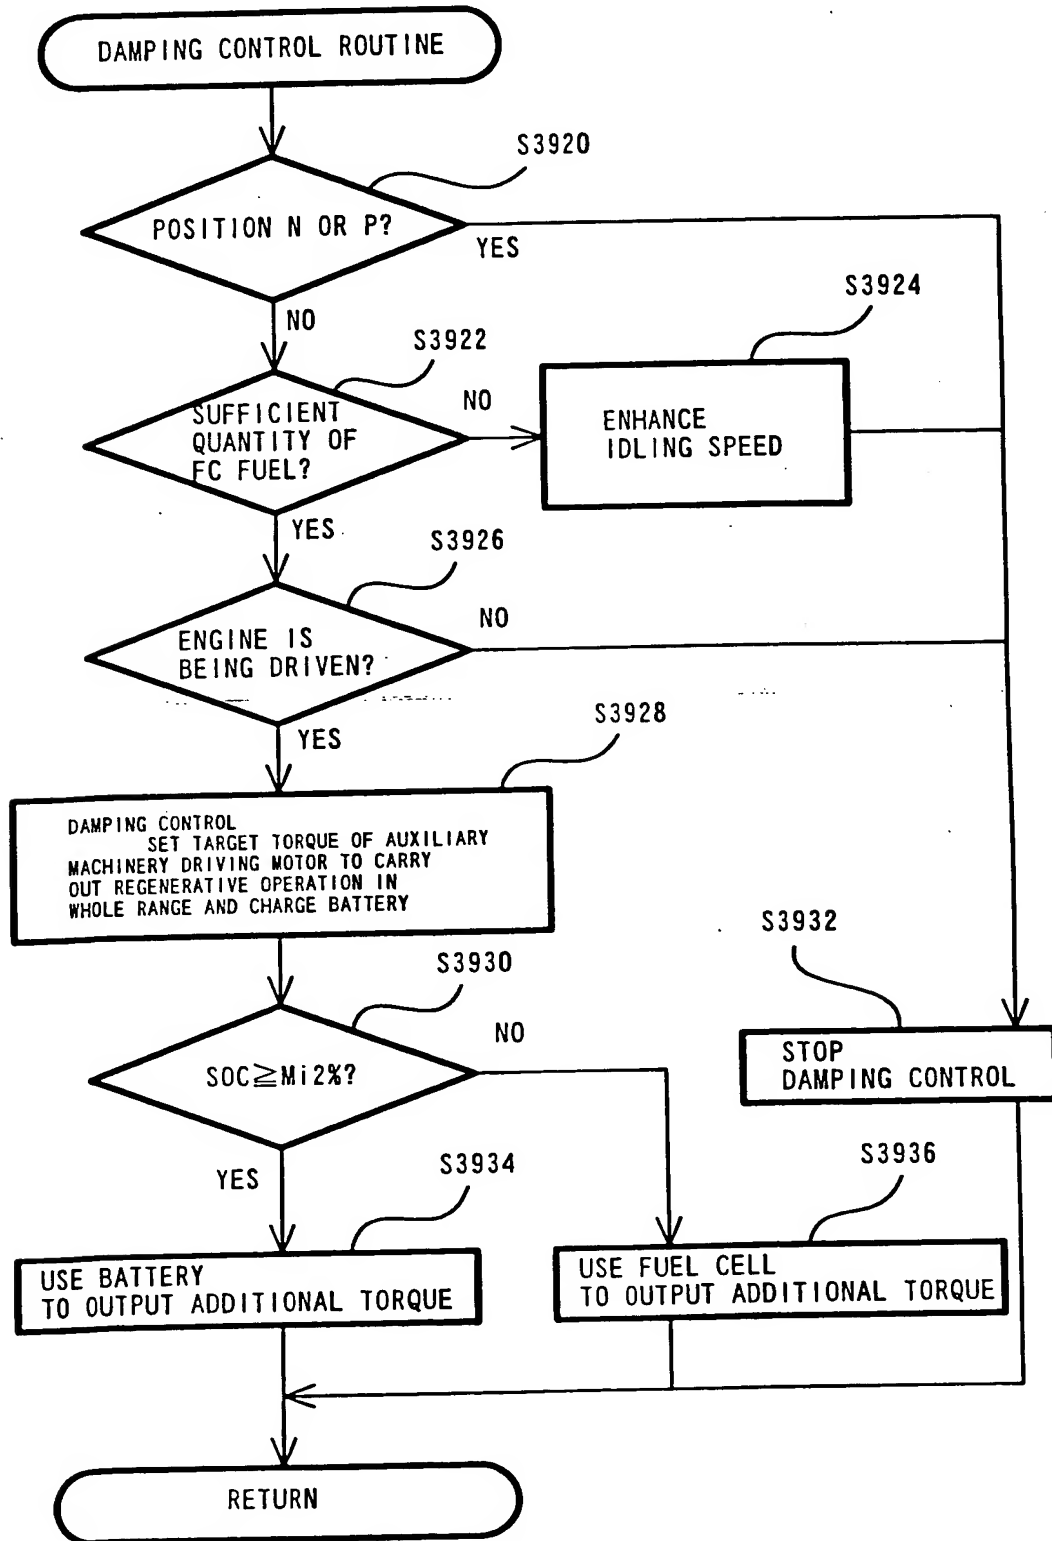 DAMPING CONTROL ROUTINE
S3920
POSITION N OR P?
YES
NO
S3922
S3924
SUFFICIENT
QUANTITY OF
FC FUEL?
NO
ENHANCE
IDLING SPEED
YES
S3926
ENGINE IS
BEING DRIVEN?
NO
YES
S3928
DAMPING CONTROL
SET TARGET TORQUE OF AUXILIARY
MACHINERY DRIVING MOTOR TO CARRY
OUT REGENERATIVE OPERATION IN
WHOLE RANGE AND CHARGE BATTERY
S3930
S3932
SOC≧Mi2%?
NO
STOP
DAMPING CONTROL
YES
S3934
S3936
USE BATTERY
TO OUTPUT ADDITIONAL TORQUE
USE FUEL CELL
TO OUTPUT ADDITIONAL TORQUE
RETURN